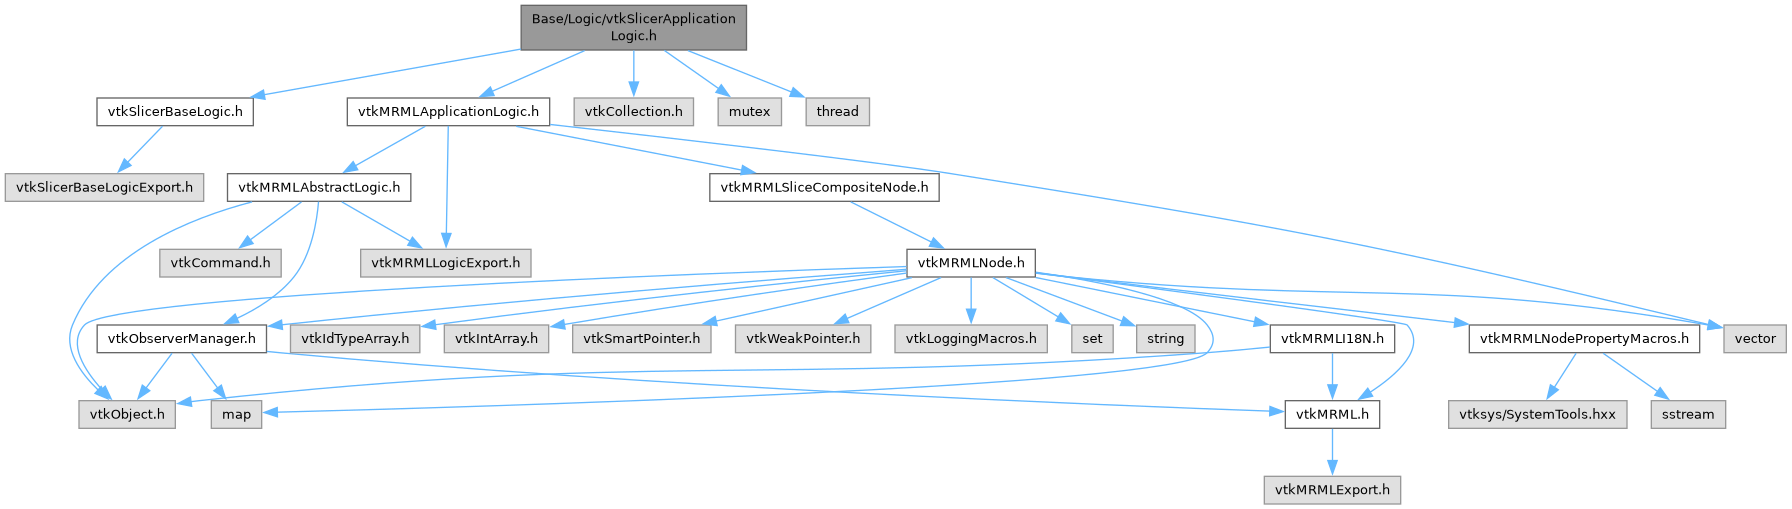 Base/Logic/vtkSlicerApplication
Logic.h
vtkSlicerBaseLogic.h
vtkMRMLApplicationLogic.h
vtkCollection.h
mutex
thread
vtkSlicerBaseLogicExport.h
vtkMRMLAbstractLogic.h
vtkMRMLSliceCompositeNode.h
vtkCommand.h
vtkMRMLLogicExport.h
vtkMRMLNode.h
vtkObserverManager.h
vtkIdTypeArray.h
vtkIntArray.h
vtkSmartPointer.h
vtkWeakPointer.h
vtkLoggingMacros.h
set
string
vtkMRMLI18N.h
vtkMRMLNodePropertyMacros.h
vector
vtkObject.h
map
vtkMRML.h
vtksys/SystemTools.hxx
sstream
vtkMRMLExport.h